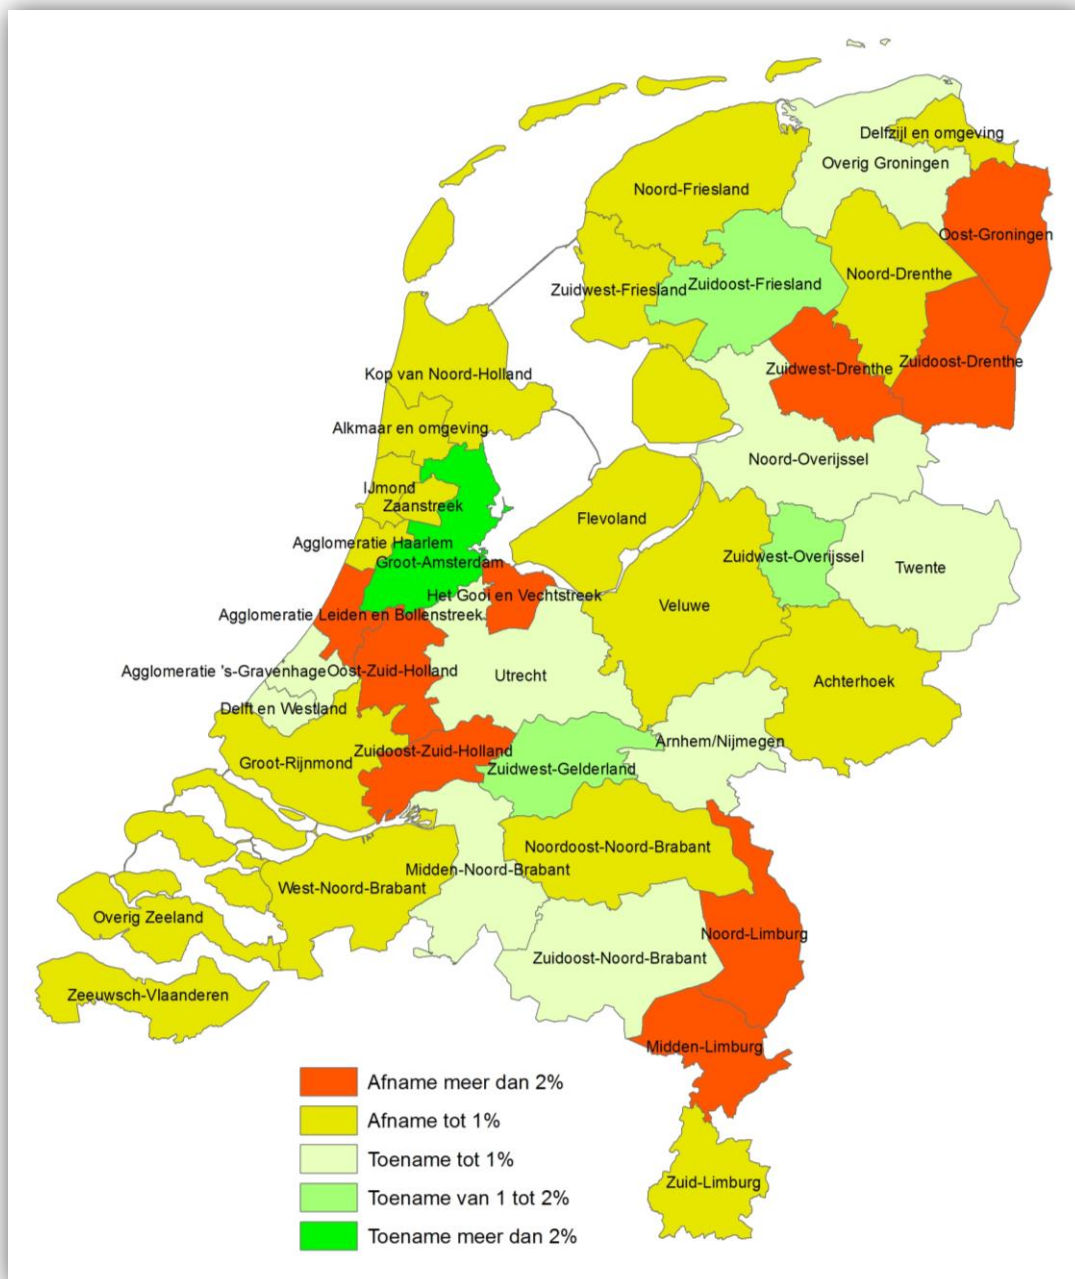 Delfzijl en omgeving
Overig Groningen
Noord-Friesland
Oost-Groningen
Noord-Drenthe
Zuidwest-Friesland
Zuidoost-Friesland
Zuidoost-Drenthe
Zuidwest-Drenthe
Kop van Noord-Holland
Alkmaar en omgeving
Noord-Overijssel
IJmond
Zaanstreek
Flevoland
Agglomeratie Haarlem
Groot-Amsterdam
Zuidwest-Overijssel
Twente
Het Gooi en Vechtstreek
Veluwe
Agglomeratie Leiden en Bollenstreek.
Agglomeratie 's-Gravenhage
Oost-Zuid-Holland
Utrecht
Achterhoek
Delft en Westland
Arnhem/Nijmegen
Zuidoost-Zuid-Holland
Groot-Rijnmond
Zuidwest-Gelderland
Noordoost-Noord-Brabant
Midden-Noord-Brabant
West-Noord-Brabant
Overig Zeeland
Noord-Limburg
Zuidoost-Noord-Brabant
Zeeuwsch-Vlaanderen
Midden-Limburg
Zuid-Limburg
Afname meer dan 2%
Afname tot 1%
Toename tot 1%
Toename van 1 tot 2%
Toename meer dan 2%